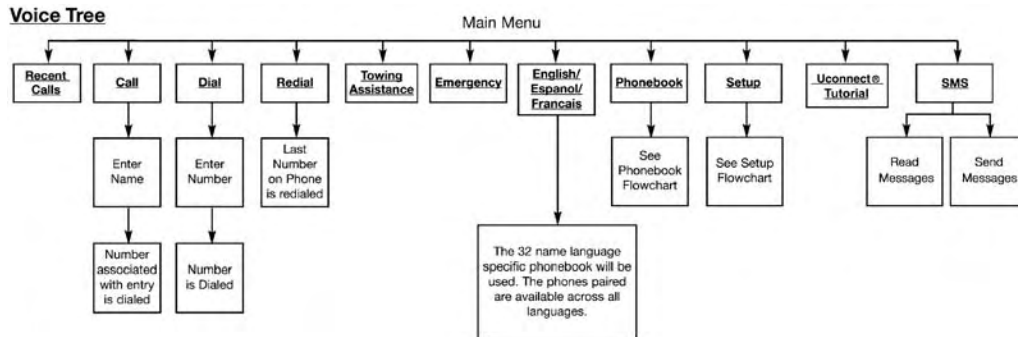 Voice Tree
Main Menu
Recent
Calls
Call
Dial
Redial
Towing
Assistance
Emergency
English/
Espanol/
Francais
Phonebook
Setup
Uconnect®
Tutorial
SMS
Enter
Name
Enter
Number
Last
Number
on Phone
is redialed
See
Phonebook
Flowchart
See Setup
Flowchart
Read
Messages
Send
Messages
Number
associated
with entry
is dialed
Number
is Dialed
The 32 name language
specific phonebook will be
used. The phones paired
are available across all
languages.